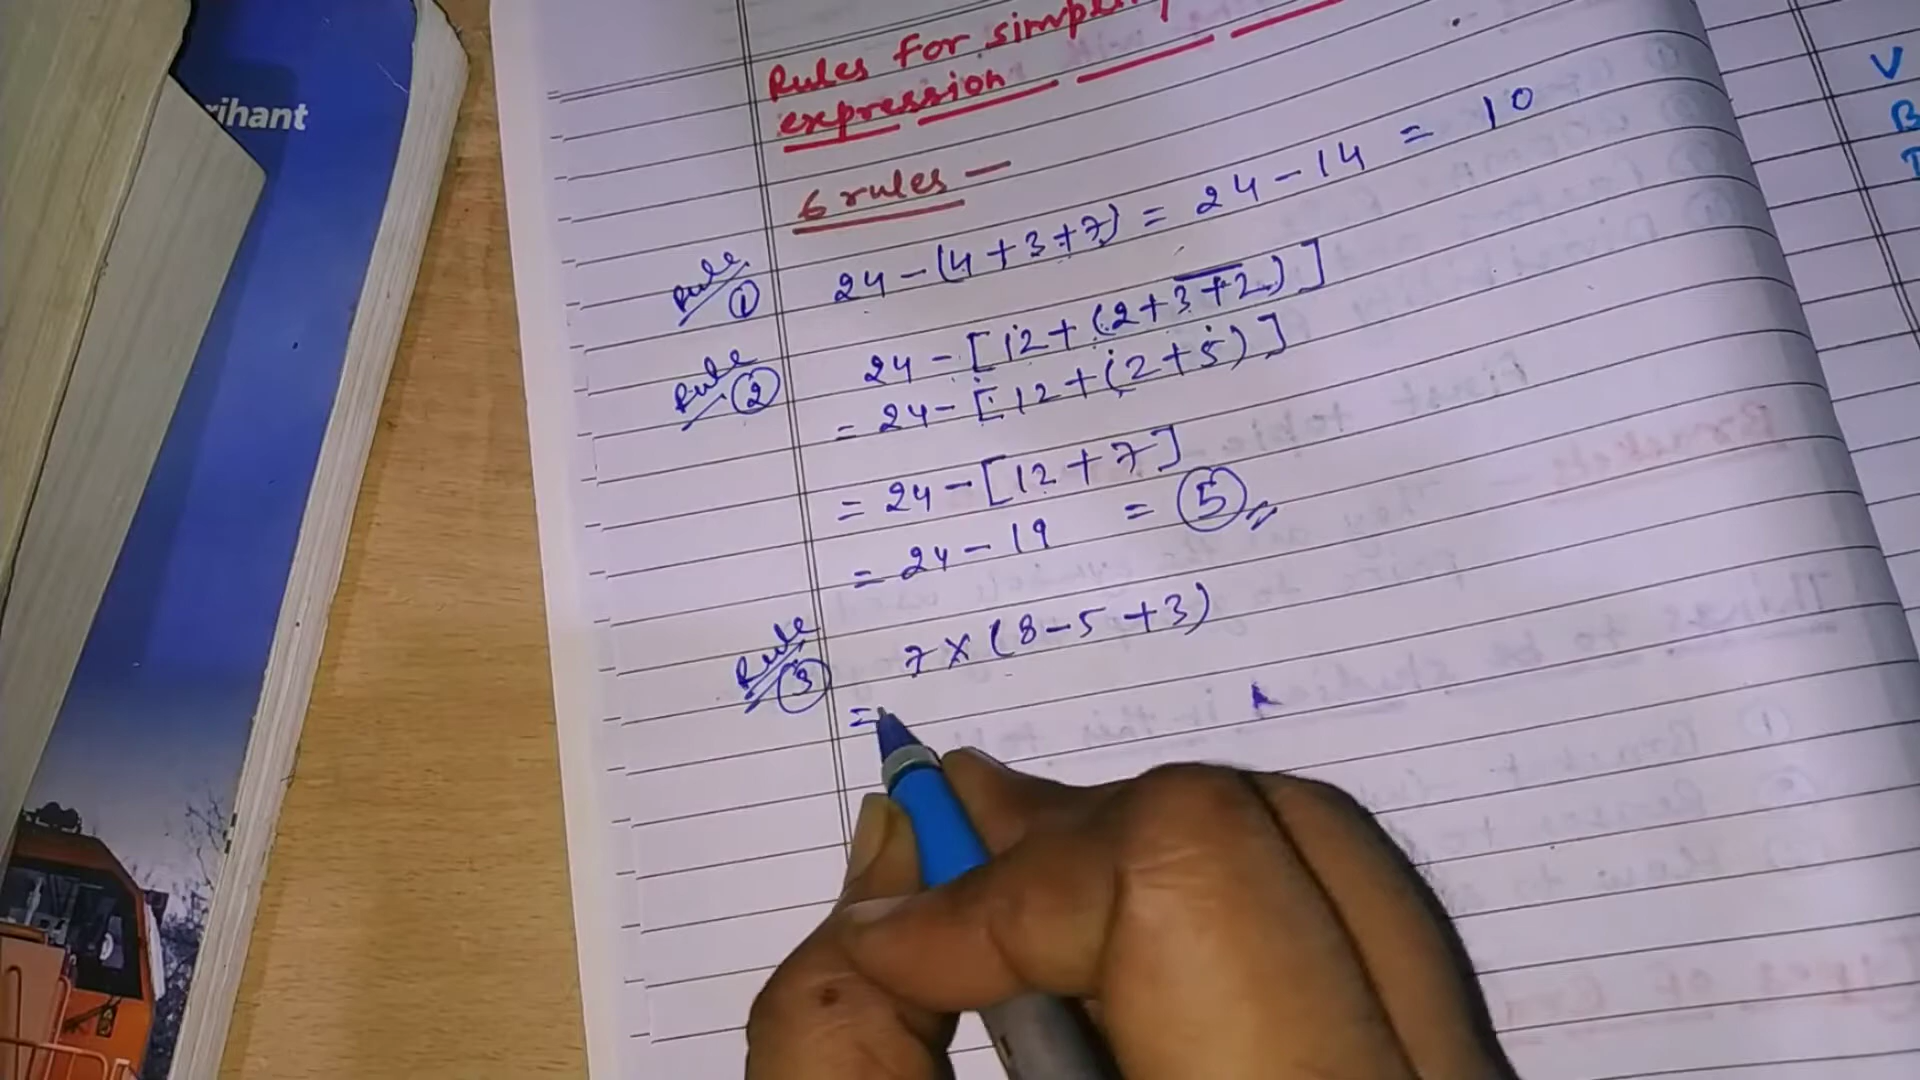 rihant
Rules for
expression
6 rules –
Rule ① 24 – (4 + 3 + 7) = 24 – 14 = 10
Rule ② 24 – [12 + (2 + 3̅ ̅+̅ ̅2̅)]
= 24 – [12 + (2 + 5)]
= 24 – [12 + 7]
= 24 – 19 = 5
Rule ③ 7 × (8 – 5 + 3)
=
V
B